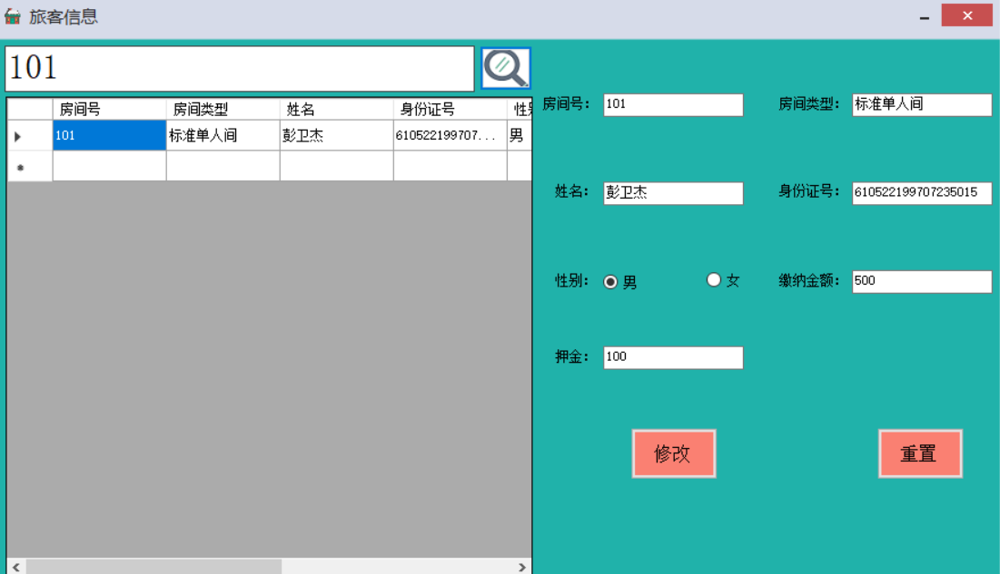 旅客信息
101
房间号 房间类型 姓名 身份证号
101 标准单人间 彭卫杰 610522199707... 男
房间号： 101 房间类型： 标准单人间
姓名： 彭卫杰 身份证号： 610522199707235015
性别： 男 女 缴纳金额： 500
押金： 100
修改 重置